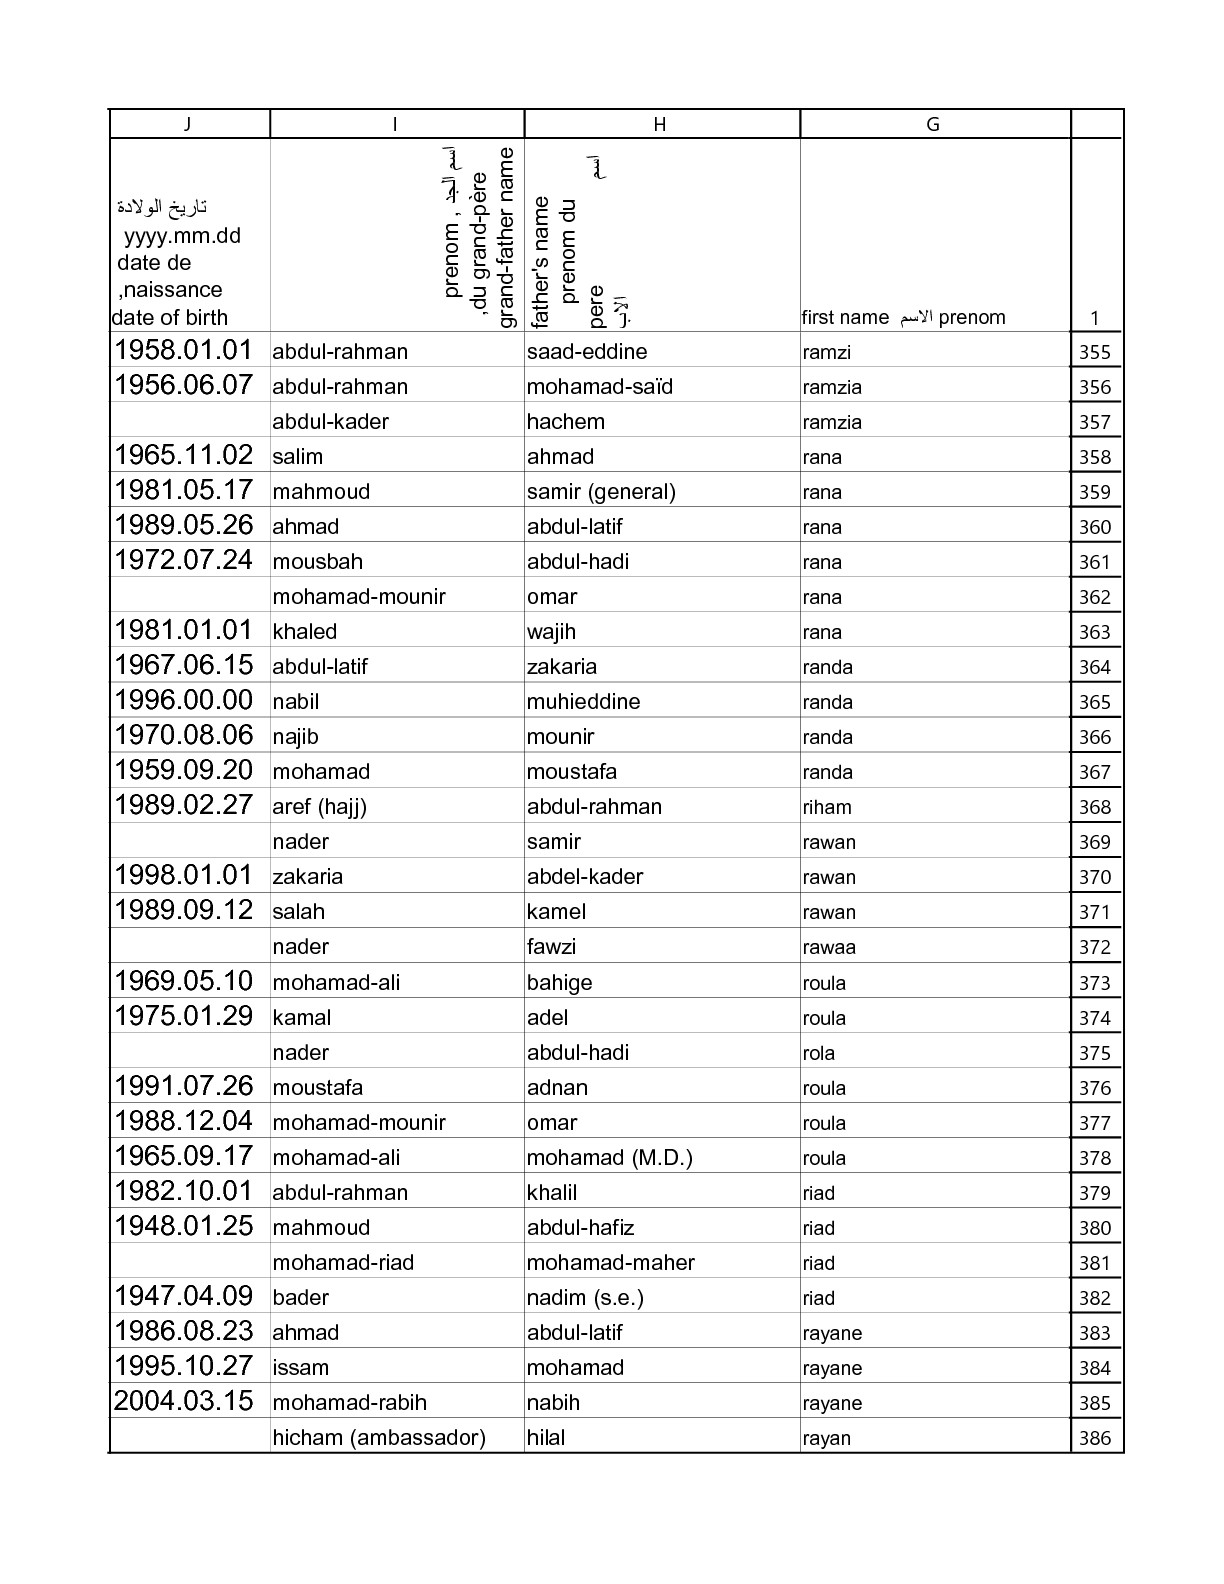 J I H G
تاريخ الولادة
yyyy.mm.dd
date de
,naissance
date of birth
اسم الجد , prenom
,du grand-père
grand-father name
father's name اسم
prenom du
pere الاب
first name الاسم prenom 1
1958.01.01 abdul-rahman saad-eddine ramzi 355
1956.06.07 abdul-rahman mohamad-saïd ramzia 356
abdul-kader hachem ramzia 357
1965.11.02 salim ahmad rana 358
1981.05.17 mahmoud samir (general) rana 359
1989.05.26 ahmad abdul-latif rana 360
1972.07.24 mousbah abdul-hadi rana 361
mohamad-mounir omar rana 362
1981.01.01 khaled wajih rana 363
1967.06.15 abdul-latif zakaria randa 364
1996.00.00 nabil muhieddine randa 365
1970.08.06 najib mounir randa 366
1959.09.20 mohamad moustafa randa 367
1989.02.27 aref (hajj) abdul-rahman riham 368
nader samir rawan 369
1998.01.01 zakaria abdel-kader rawan 370
1989.09.12 salah kamel rawan 371
nader fawzi rawaa 372
1969.05.10 mohamad-ali bahige roula 373
1975.01.29 kamal adel roula 374
nader abdul-hadi rola 375
1991.07.26 moustafa adnan roula 376
1988.12.04 mohamad-mounir omar roula 377
1965.09.17 mohamad-ali mohamad (M.D.) roula 378
1982.10.01 abdul-rahman khalil riad 379
1948.01.25 mahmoud abdul-hafiz riad 380
mohamad-riad mohamad-maher riad 381
1947.04.09 bader nadim (s.e.) riad 382
1986.08.23 ahmad abdul-latif rayane 383
1995.10.27 issam mohamad rayane 384
2004.03.15 mohamad-rabih nabih rayane 385
hicham (ambassador) hilal rayan 386